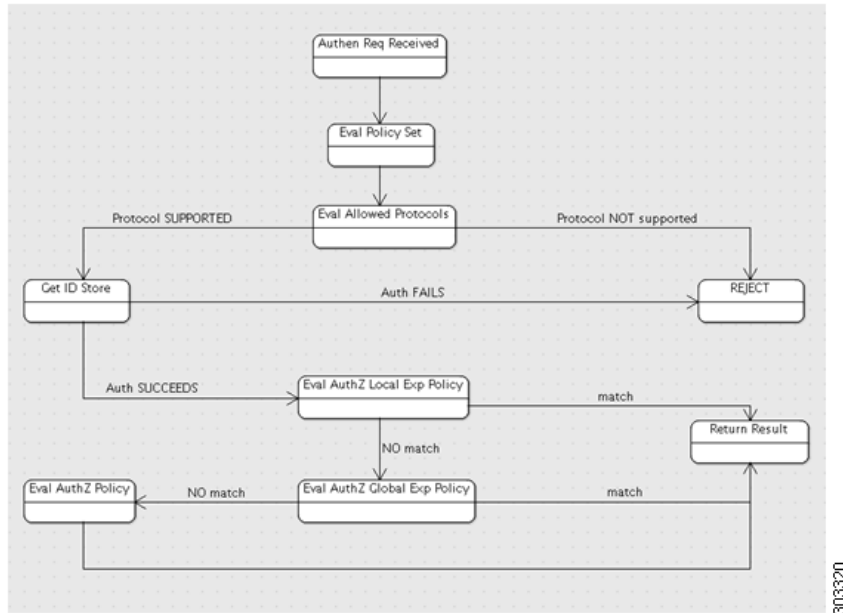 Authen Req Received
Eval Policy Set
Eval Allowed Protocols
Protocol SUPPORTED
Protocol NOT supported
Get ID Store
Auth FAILS
REJECT
Auth SUCCEEDS
Eval AuthZ Local Exp Policy
match
Return Result
NO match
Eval AuthZ Policy
NO match
Eval AuthZ Global Exp Policy
match
303320